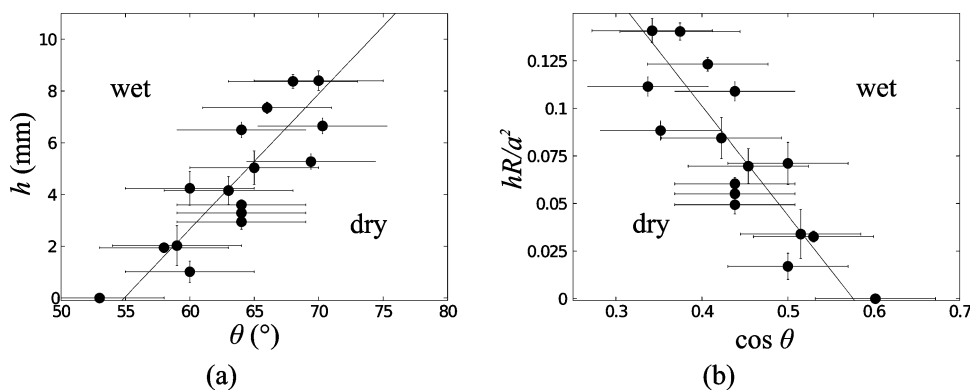 10
8
6
4
2
0
h (mm)
wet
dry
50 55 60 65 70 75 80
θ (°)
(a)
0.125
0.1
0.075
0.05
0.025
0
hR/a²
wet
dry
0.3 0.4 0.5 0.6 0.7
cos θ
(b)